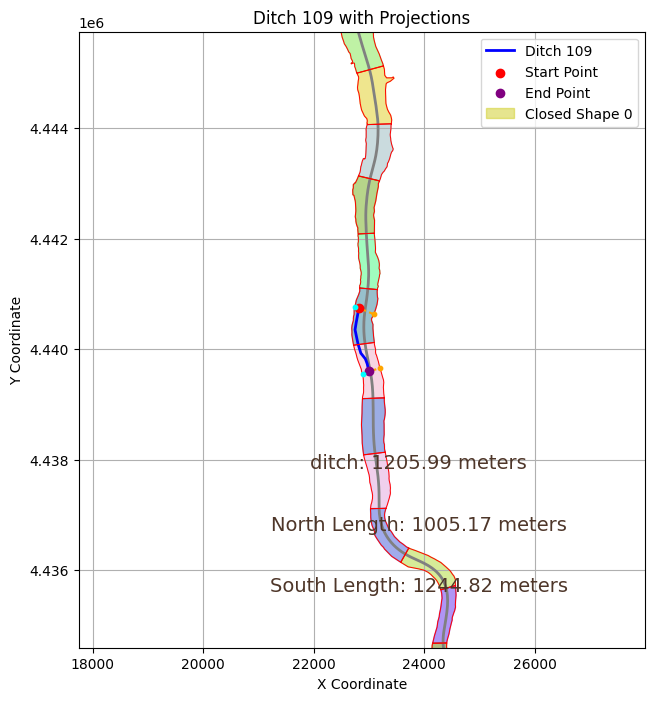 Ditch 109 with Projections
1e6
Ditch 109
Start Point
End Point
Closed Shape 0
4.444
4.442
4.440
4.438
4.436
Y Coordinate
ditch: 1205.99 meters
North Length: 1005.17 meters
South Length: 1244.82 meters
18000 20000 22000 24000 26000
X Coordinate